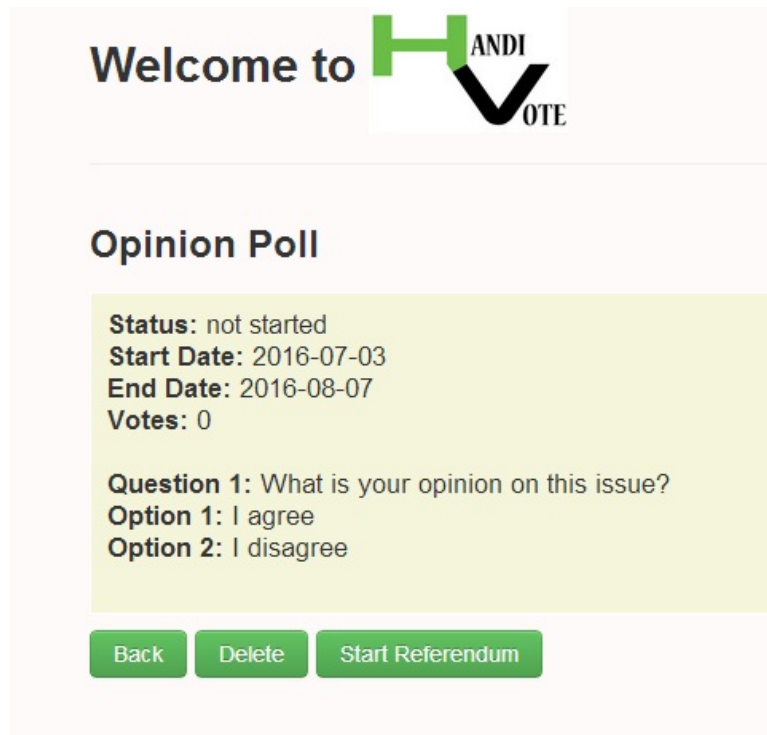 Welcome to HANDI VOTE
Opinion Poll
Status: not started
Start Date: 2016-07-03
End Date: 2016-08-07
Votes: 0
Question 1: What is your opinion on this issue?
Option 1: I agree
Option 2: I disagree
Back Delete Start Referendum